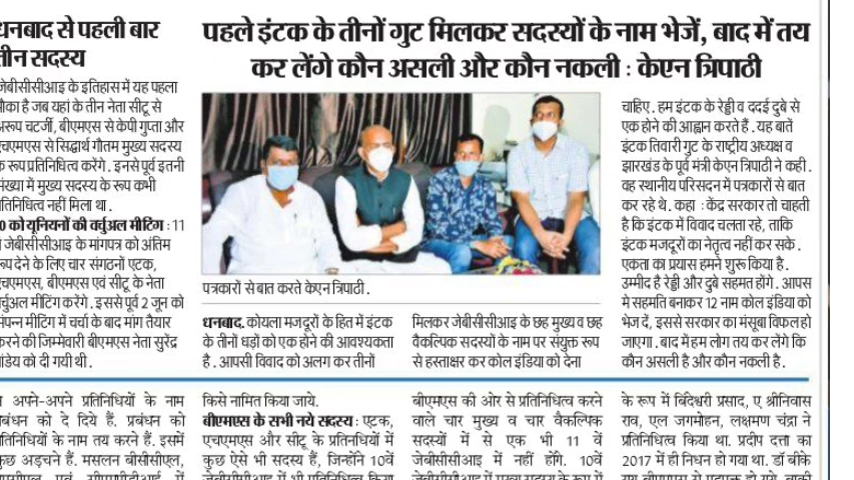 धनबाद से पहली बार
तीन सदस्य
जेबीसीसीआइ के इतिहास में यह पहला
मौका है जब यहां के तीन नेता सीटू से
अरूप चटर्जी, बीएमएस से केपी गुप्ता और
एचएमएस से सिद्धार्थ गौतम मुख्य सदस्य
के रूप प्रतिनिधित्व करेंगे. इनसे पूर्व इतनी
संख्या में मुख्य सदस्य के रूप कभी
प्रतिनिधित्व नहीं मिला था.
को यूनियनों की वर्चुअल मीटिंग : 11
जेबीसीसीआइ के मांगपत्र को अंतिम
रूप देने के लिए चार संगठनों एटक,
एचएमएस, बीएमएस एवं सीटू के नेता
वर्चुअल मीटिंग करेंगे. इससे पूर्व 2 जून को
संपन्न मीटिंग में चर्चा के बाद मांग तैयार
करने की जिम्मेवारी बीएमएस नेता सुरेंद्र
पांडेय को दी गयी थी.
पहले इंटक के तीनों गुट मिलकर सदस्यों के नाम भेजें, बाद में तय
कर लेंगे कौन असली और कौन नकली : केएन त्रिपाठी
पत्रकारों से बात करते केएन त्रिपाठी.
धनबाद. कोयला मजदूरों के हित में इंटक
के तीनों धड़ों को एक होने की आवश्यकता
है. आपसी विवाद को अलग कर तीनों
मिलकर जेबीसीसीआइ के छह मुख्य व छह
वैकल्पिक सदस्यों के नाम पर संयुक्त रूप
से हस्ताक्षर कर कोल इंडिया को देना
चाहिए. हम इंटक के रेड्डी व ददई दुबे से
एक होने की आह्वान करते हैं. यह बातें
इंटक तिवारी गुट के राष्ट्रीय अध्यक्ष व
झारखंड के पूर्व मंत्री केएन त्रिपाठी ने कही.
वह स्थानीय परिसदन में पत्रकारों से बात
कर रहे थे. कहा : केंद्र सरकार तो चाहती
है कि इंटक में विवाद चलता रहे, ताकि
इंटक मजदूरों का नेतृत्व नहीं कर सके.
एकता का प्रयास हमने शुरू किया है.
उम्मीद है रेड्डी और दुबे सहमत होंगे. आपस
मे सहमति बनाकर 12 नाम कोल इंडिया को
भेज दें, इससे सरकार का मंसूबा विफल हो
जाएगा. बाद में हम लोग तय कर लेंगे कि
कौन असली है और कौन नकली है.
अपने-अपने प्रतिनिधियों के नाम
प्रबंधन को दे दिये हैं. प्रबंधन को
प्रतिनिधियों के नाम तय करने हैं. इसमें
कुछ अड़चने हैं. मसलन बीसीसीएल,
किसे नामित किया जाये.
बीएमएस के सभी नये सदस्य : एटक,
एचएमएस और सीटू के प्रतनिधयों में
कुछ ऐसे भी सदस्य हैं, जिन्होंने 10वें
जेबीसीसीआइ में भी प्रतिनिधित्व किया
बीएमएस की ओर से प्रतिनिधित्व करने
वाले चार मुख्य व चार वैकल्पिक
सदस्यों में से एक भी 11 वें
जेबीसीसीआइ में नहीं होंगे. 10वें
जेबीसीसीआइ में मुख्य सदस्य के रूप में
के रूप में बिंदेश्वरी प्रसाद, ए श्रीनिवास
राव, एल जगमोहन, लक्षमण चंद्रा ने
प्रतिनिधित्व किया था. प्रदीप दत्ता का
2017 में ही निधन हो गया था. डॉ बीके